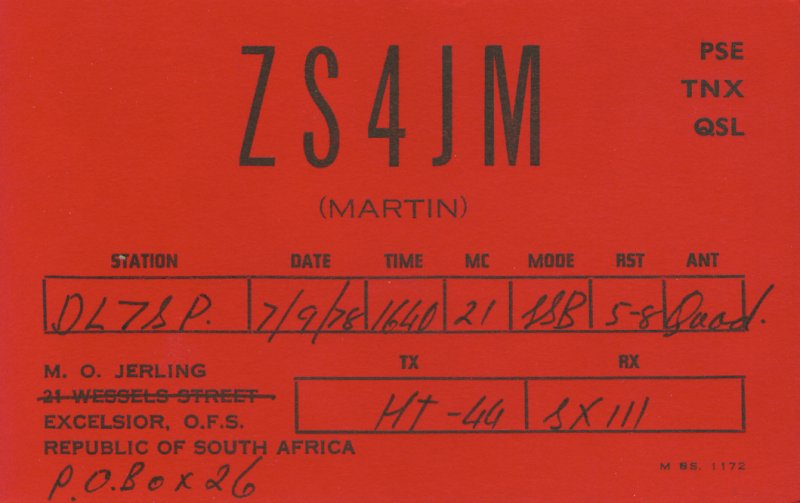 ZS4JM
PSE
TNX
QSL
(MARTIN)
STATION DATE TIME MC MODE RST ANT
DL7SP. 7/9/78 1640 21 SSB 5-8 Quad.
TX RX
HT-44 SX111
M. O. JERLING
21 WESSELS STREET
EXCELSIOR, O.F.S.
REPUBLIC OF SOUTH AFRICA
P.O. Box 26
M SS. 1172